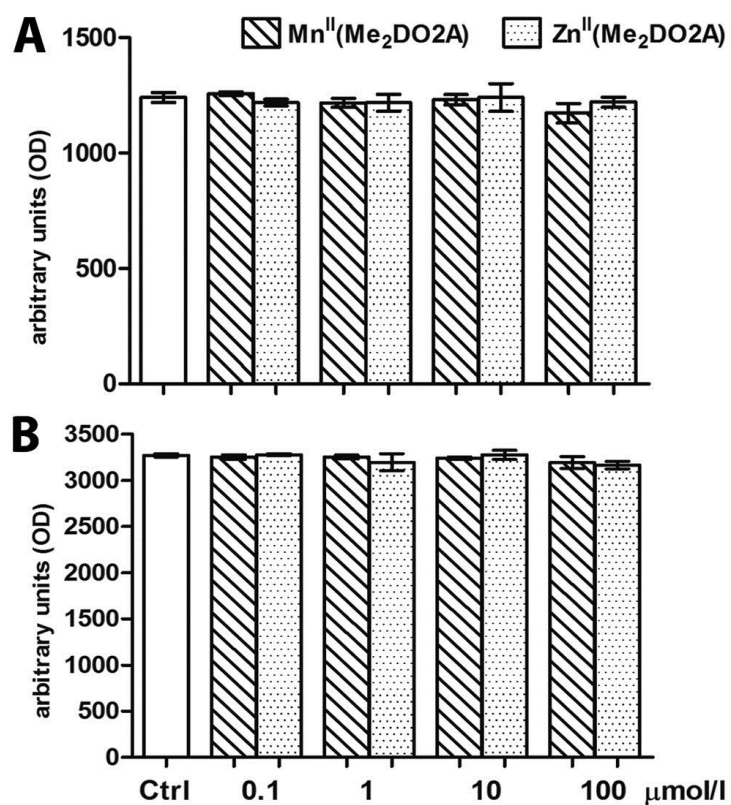 A
Mn^II(Me₂DO2A) Zn^II(Me₂DO2A)
arbitrary units (OD)
1500
1000
500
0
B
arbitrary units (OD)
3500
3000
2500
2000
1500
1000
500
0
Ctrl 0.1 1 10 100 μmol/l